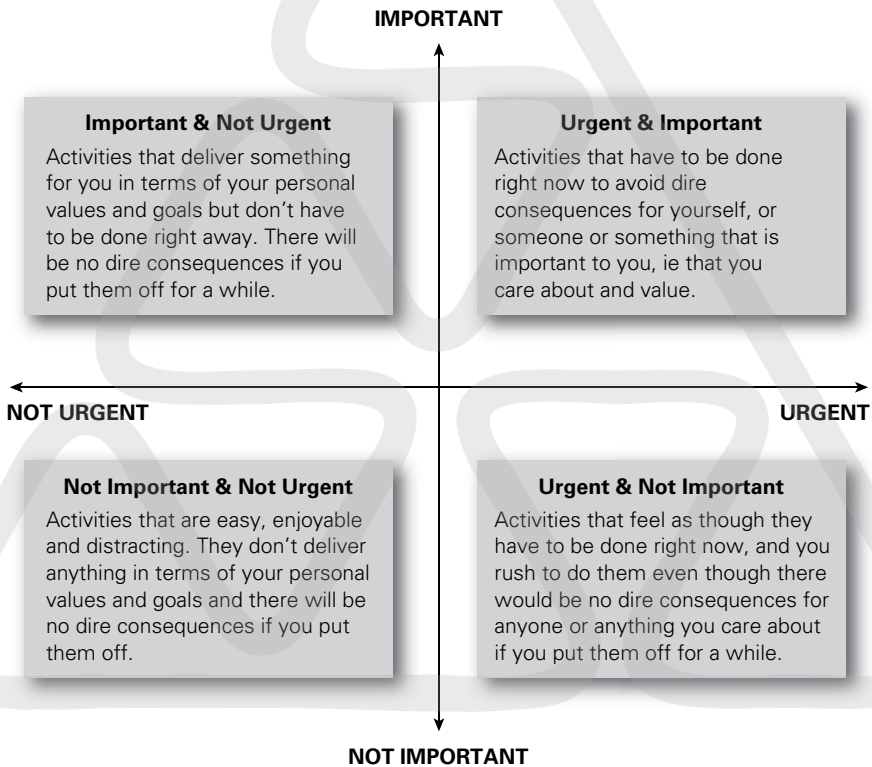 IMPORTANT
Important & Not Urgent
Activities that deliver something
for you in terms of your personal
values and goals but don’t have
to be done right away. There will
be no dire consequences if you
put them off for a while.
Urgent & Important
Activities that have to be done
right now to avoid dire
consequences for yourself, or
someone or something that is
important to you, ie that you
care about and value.
NOT URGENT
URGENT
Not Important & Not Urgent
Activities that are easy, enjoyable
and distracting. They don’t deliver
anything in terms of your personal
values and goals and there will be
no dire consequences if you put
them off.
Urgent & Not Important
Activities that feel as though they
have to be done right now, and you
rush to do them even though there
would be no dire consequences for
anyone or anything you care about
if you put them off for a while.
NOT IMPORTANT